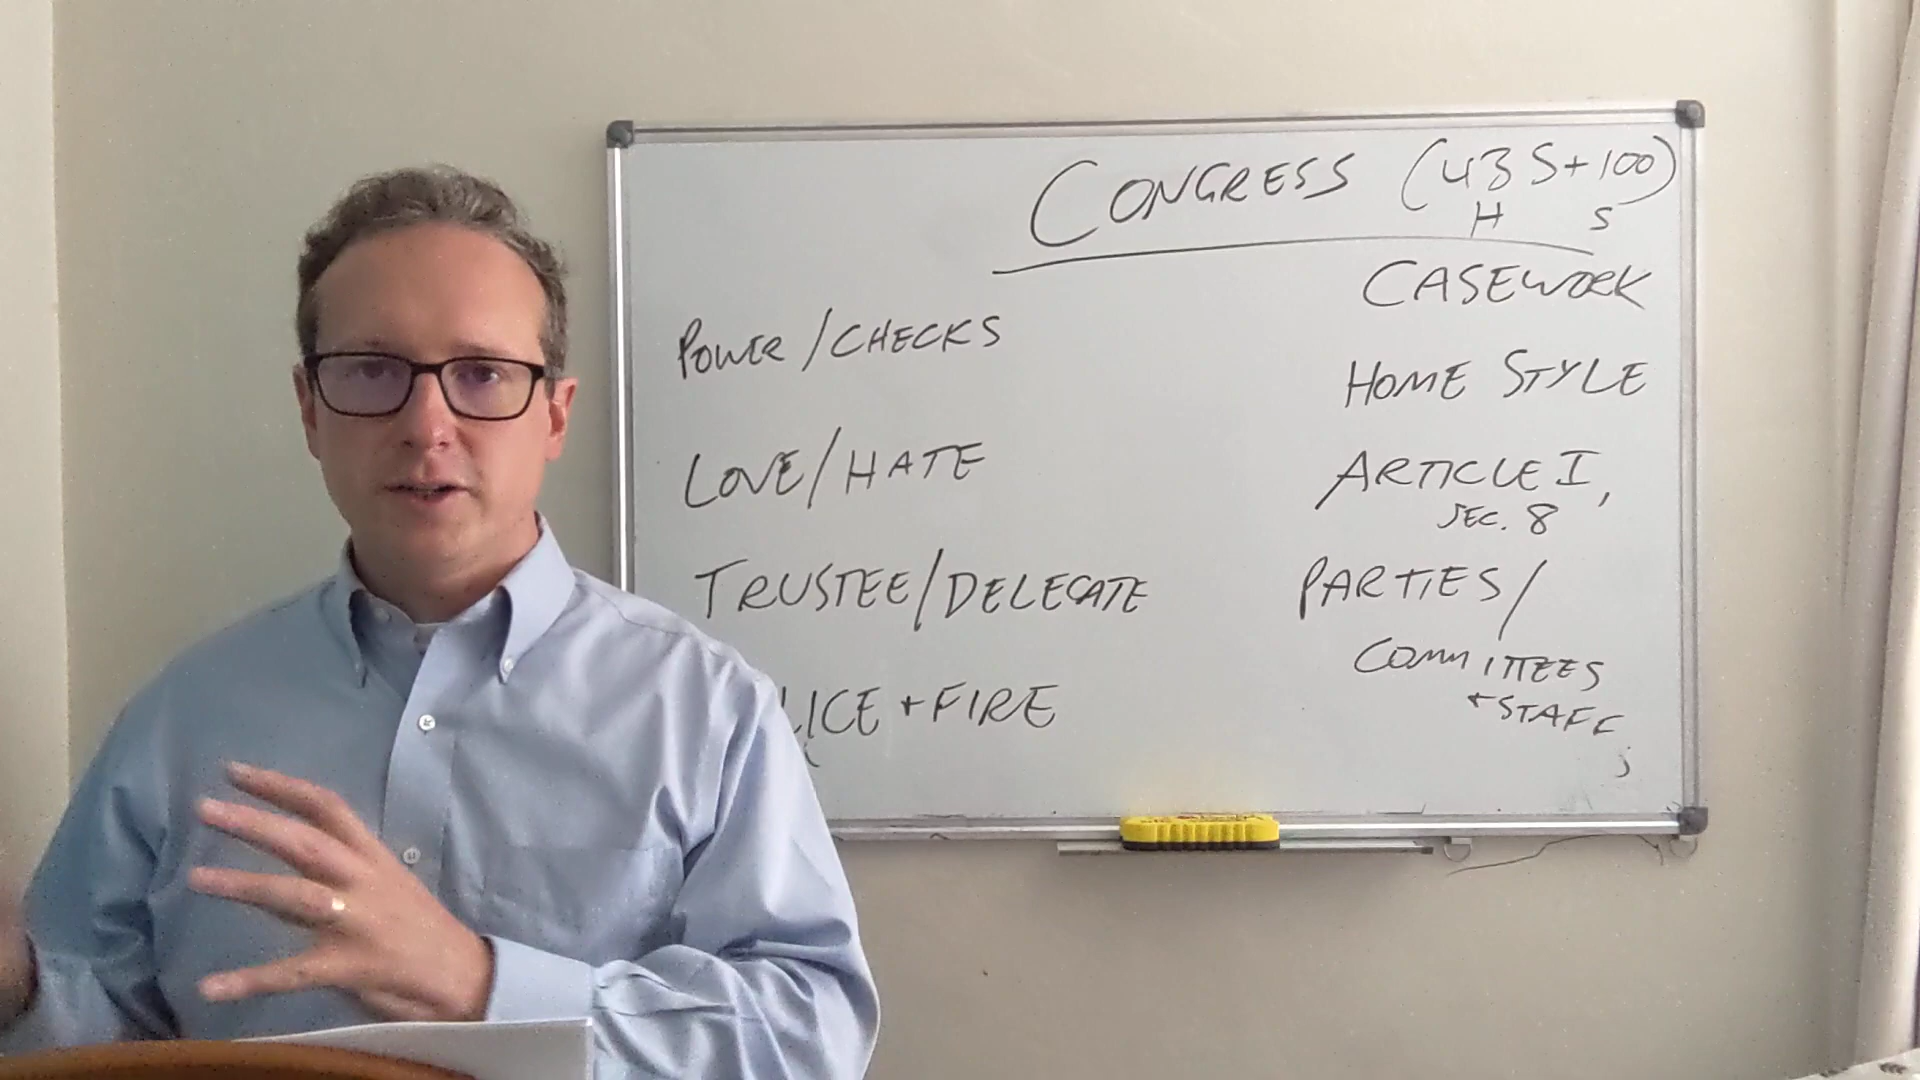 CONGRESS (435+100)
H S
POWER/CHECKS
LOVE/HATE
TRUSTEE/DELEGATE
LICE + FIRE
CASEWORK
HOME STYLE
ARTICLE I,
SEC. 8
PARTIES/
COMMITTEES
+ STAFF